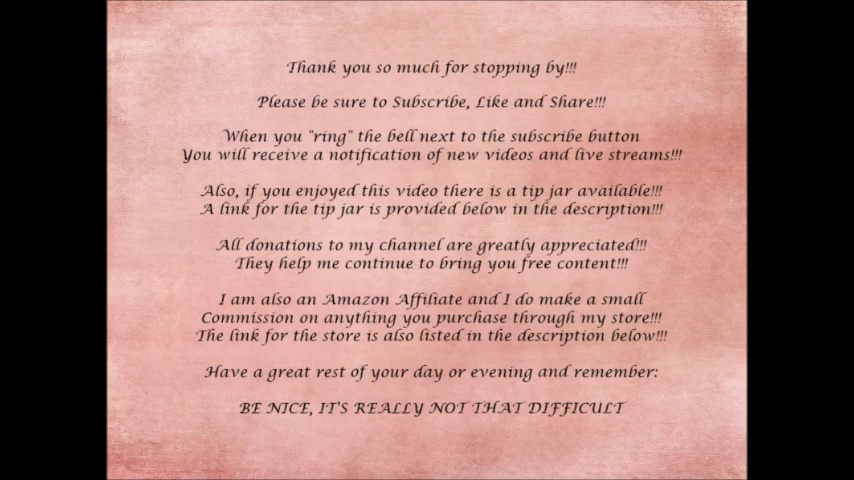 Thank you so much for stopping by!!!
Please be sure to Subscribe, Like and Share!!!
When you "ring" the bell next to the subscribe button
You will receive a notification of new videos and live streams!!!
Also, if you enjoyed this video there is a tip jar available!!!
A link for the tip jar is provided below in the description!!!
All donations to my channel are greatly appreciated!!!
They help me continue to bring you free content!!!
I am also an Amazon Affiliate and I do make a small
Commission on anything you purchase through my store!!!
The link for the store is also listed in the description below!!!
Have a great rest of your day or evening and remember:
BE NICE, IT'S REALLY NOT THAT DIFFICULT